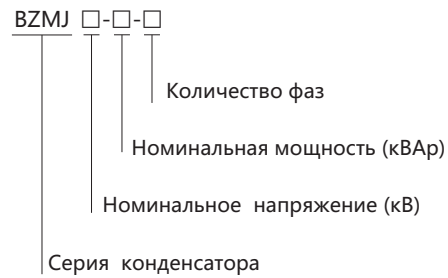 BZMJ □-□-□
Количество фаз
Номинальная мощность (кВАр)
Номинальное напряжение (кВ)
Серия конденсатора